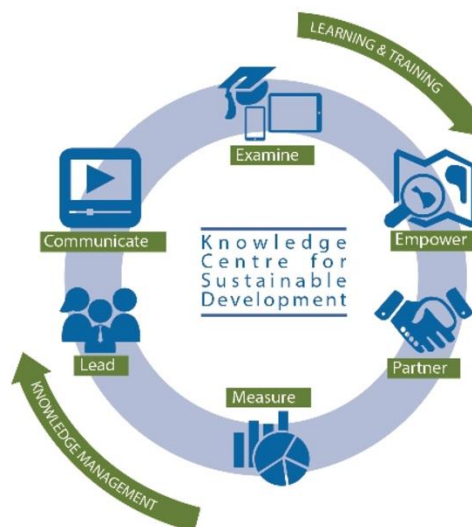 LEARNING & TRAINING
Examine
Communicate
Empower
Knowledge
Centre for
Sustainable
Development
Lead
Partner
Measure
KNOWLEDGE MANAGEMENT